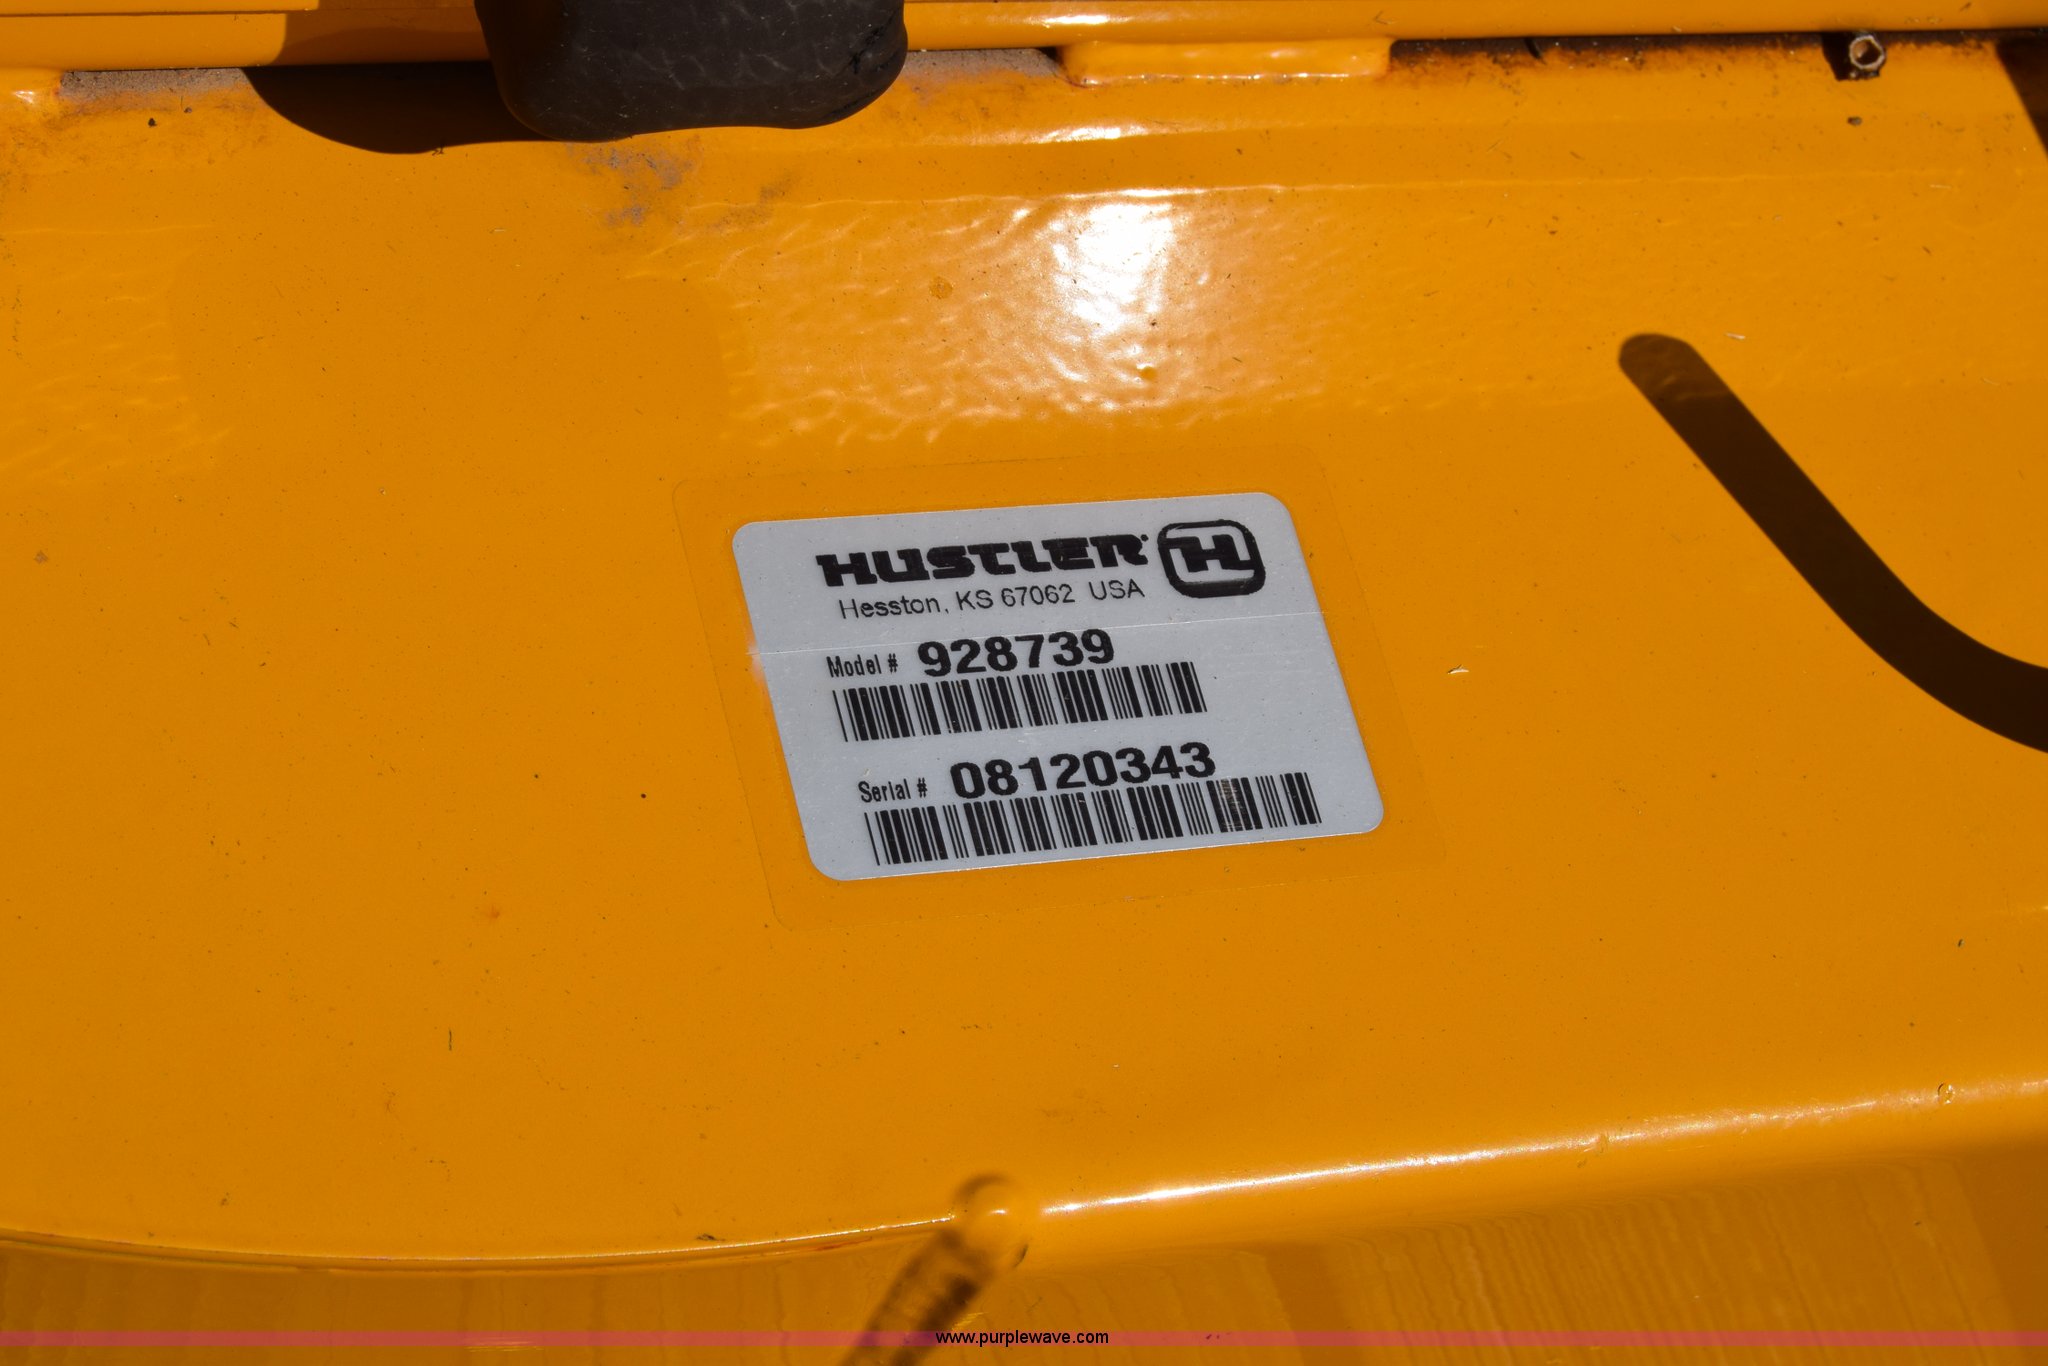 HUSTLER H
Hesston, KS 67062 USA
Model # 928739
Serial # 08120343
www.purplewave.com